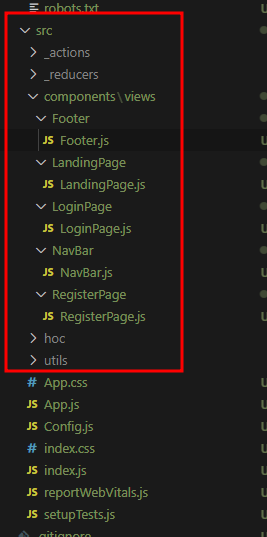 robots.txt
src
_actions
_reducers
components\views
Footer
JS Footer.js U
LandingPage
JS LandingPage.js U
LoginPage
JS LoginPage.js U
NavBar
JS NavBar.js U
RegisterPage
JS RegisterPage.js U
hoc
utils
# App.css U
JS App.js U
JS Config.js U
# index.css U
JS index.js U
JS reportWebVitals.js U
JS setupTests.js U
.gitignore